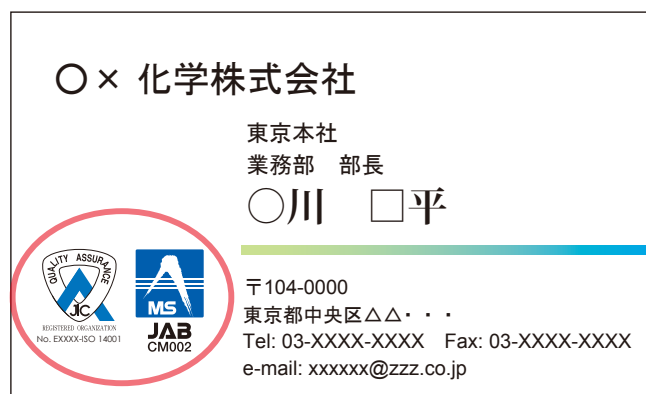 〇× 化学株式会社
東京本社
業務部　部長
〇川　□平
QUALITY ASSURANCE
JIC
REGISTERED ORGANIZATION
No. EXXXX-ISO 14001
MS
JAB
CM002
〒104-0000
東京都中央区△△・・・
Tel: 03-XXXX-XXXX　Fax: 03-XXXX-XXXX
e-mail: xxxxxx@zzz.co.jp